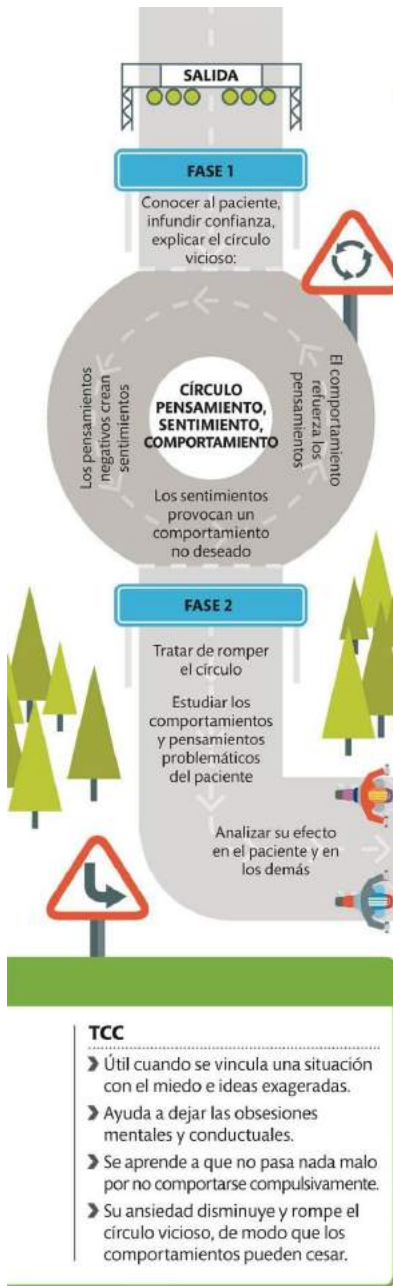 SALIDA
FASE 1
Conocer al paciente,
infundir confianza,
explicar el círculo
vicioso:
Los pensamientos
negativos crean
sentimientos
CÍRCULO
PENSAMIENTO,
SENTIMIENTO,
COMPORTAMIENTO
El comportamiento
refuerza los
pensamientos
Los sentimientos
provocan un
comportamiento
no deseado
FASE 2
Tratar de romper
el círculo
Estudiar los
comportamientos
y pensamientos
problemáticos
del paciente
Analizar su efecto
en el paciente y en
los demás
TCC
Útil cuando se vincula una situación
con el miedo e ideas exageradas.
Ayuda a dejar las obsesiones
mentales y conductuales.
Se aprende a que no pasa nada malo
por no comportarse compulsivamente.
Su ansiedad disminuye y rompe el
círculo vicioso, de modo que los
comportamientos pueden cesar.